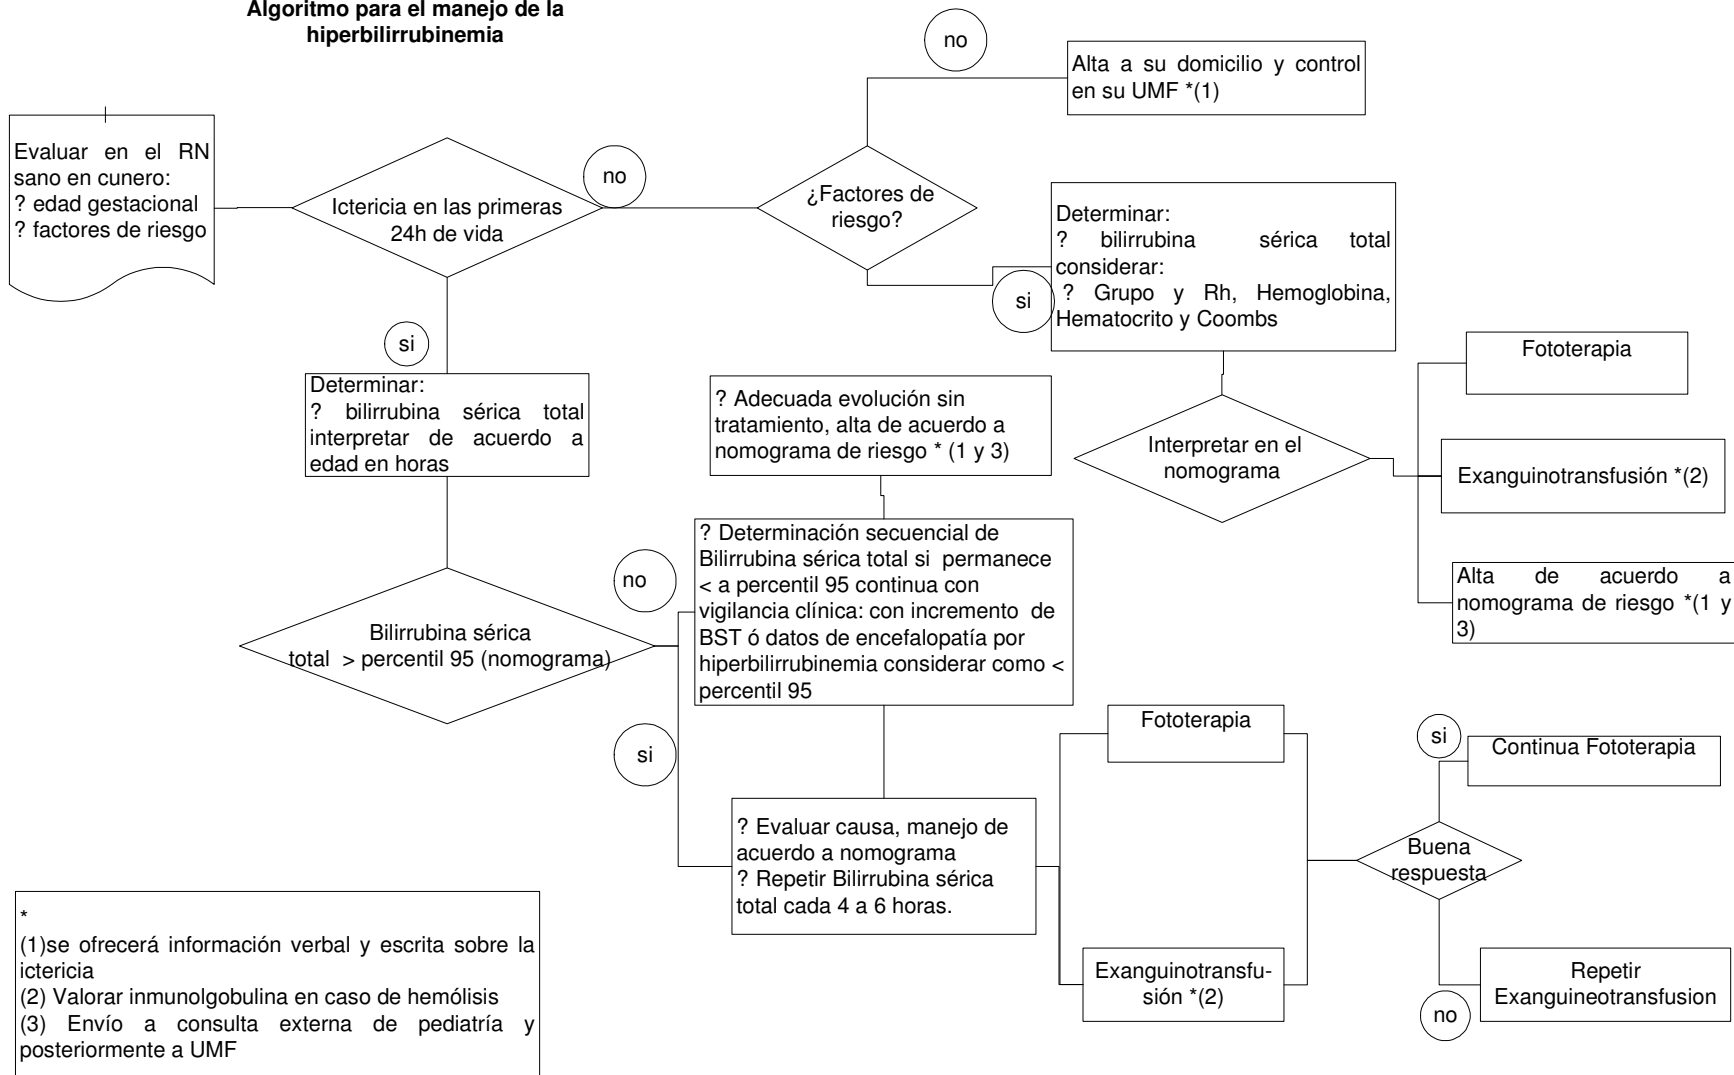 Algoritmo para el manejo de la
hiperbilirrubinemia
no
Alta a su domicilio y control
en su UMF *(1)
Evaluar en el RN
sano en cunero:
? edad gestacional
? factores de riesgo
Ictericia en las primeras
24h de vida
no
¿Factores de
riesgo?
si
Determinar:
? bilirrubina sérica total
considerar:
? Grupo y Rh, Hemoglobina,
Hematocrito y Coombs
si
Determinar:
? bilirrubina sérica total
interpretar de acuerdo a
edad en horas
? Adecuada evolución sin
tratamiento, alta de acuerdo a
nomograma de riesgo * (1 y 3)
Interpretar en el
nomograma
Fototerapia
Exanguinotransfusión *(2)
Alta de acuerdo a
nomograma de riesgo *(1 y
3)
Bilirrubina sérica
total > percentil 95 (nomograma)
no
? Determinación secuencial de
Bilirrubina sérica total si permanece
< a percentil 95 continua con
vigilancia clínica: con incremento de
BST ó datos de encefalopatía por
hiperbilirrubinemia considerar como <
percentil 95
si
? Evaluar causa, manejo de
acuerdo a nomograma
? Repetir Bilirrubina sérica
total cada 4 a 6 horas.
Fototerapia
Exanguinotransfu-
sión *(2)
Buena
respuesta
si
Continua Fototerapia
no
Repetir
Exanguineotransfusion
*
(1)se ofrecerá información verbal y escrita sobre la
ictericia
(2) Valorar inmunolgobulina en caso de hemólisis
(3) Envío a consulta externa de pediatría y
posteriormente a UMF